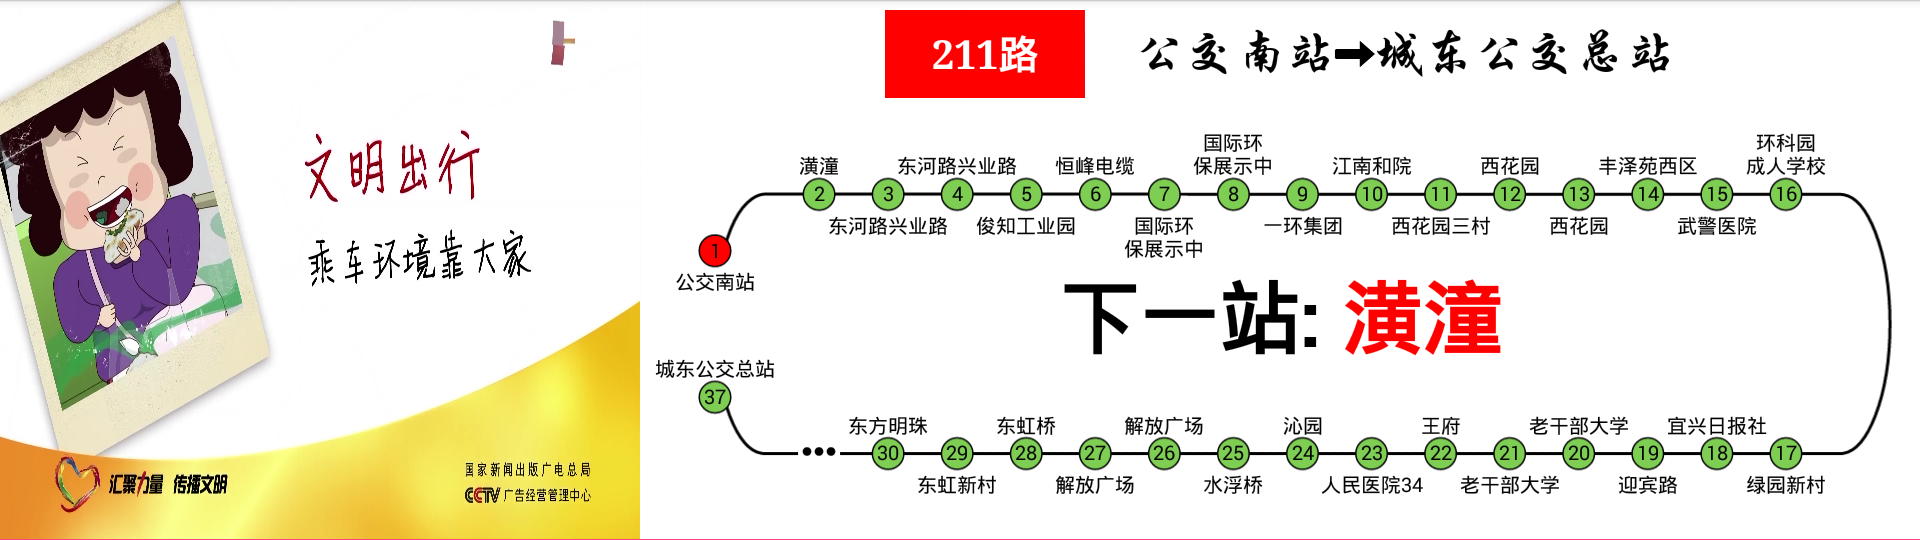 文明出行
乘车环境靠大家
汇聚力量 传播文明
国家新闻出版广电总局
CCTV 广告经营管理中心
211路
公交南站➡城东公交总站
1
公交南站
2
潢潼
3
东河路兴业路
4
东河路兴业路
5
俊知工业园
6
恒峰电缆
7
国际环
保展示中
8
国际环
保展示中
9
一环集团
10
江南和院
11
西花园三村
12
西花园
13
西花园
14
丰泽苑西区
15
武警医院
16
环科园
成人学校
下一站: 潢潼
17
绿园新村
18
宜兴日报社
19
迎宾路
20
老干部大学
21
老干部大学
22
王府
23
人民医院34
24
沁园
25
水浮桥
26
解放广场
27
解放广场
28
东虹桥
29
东虹新村
30
东方明珠
•••
37
城东公交总站